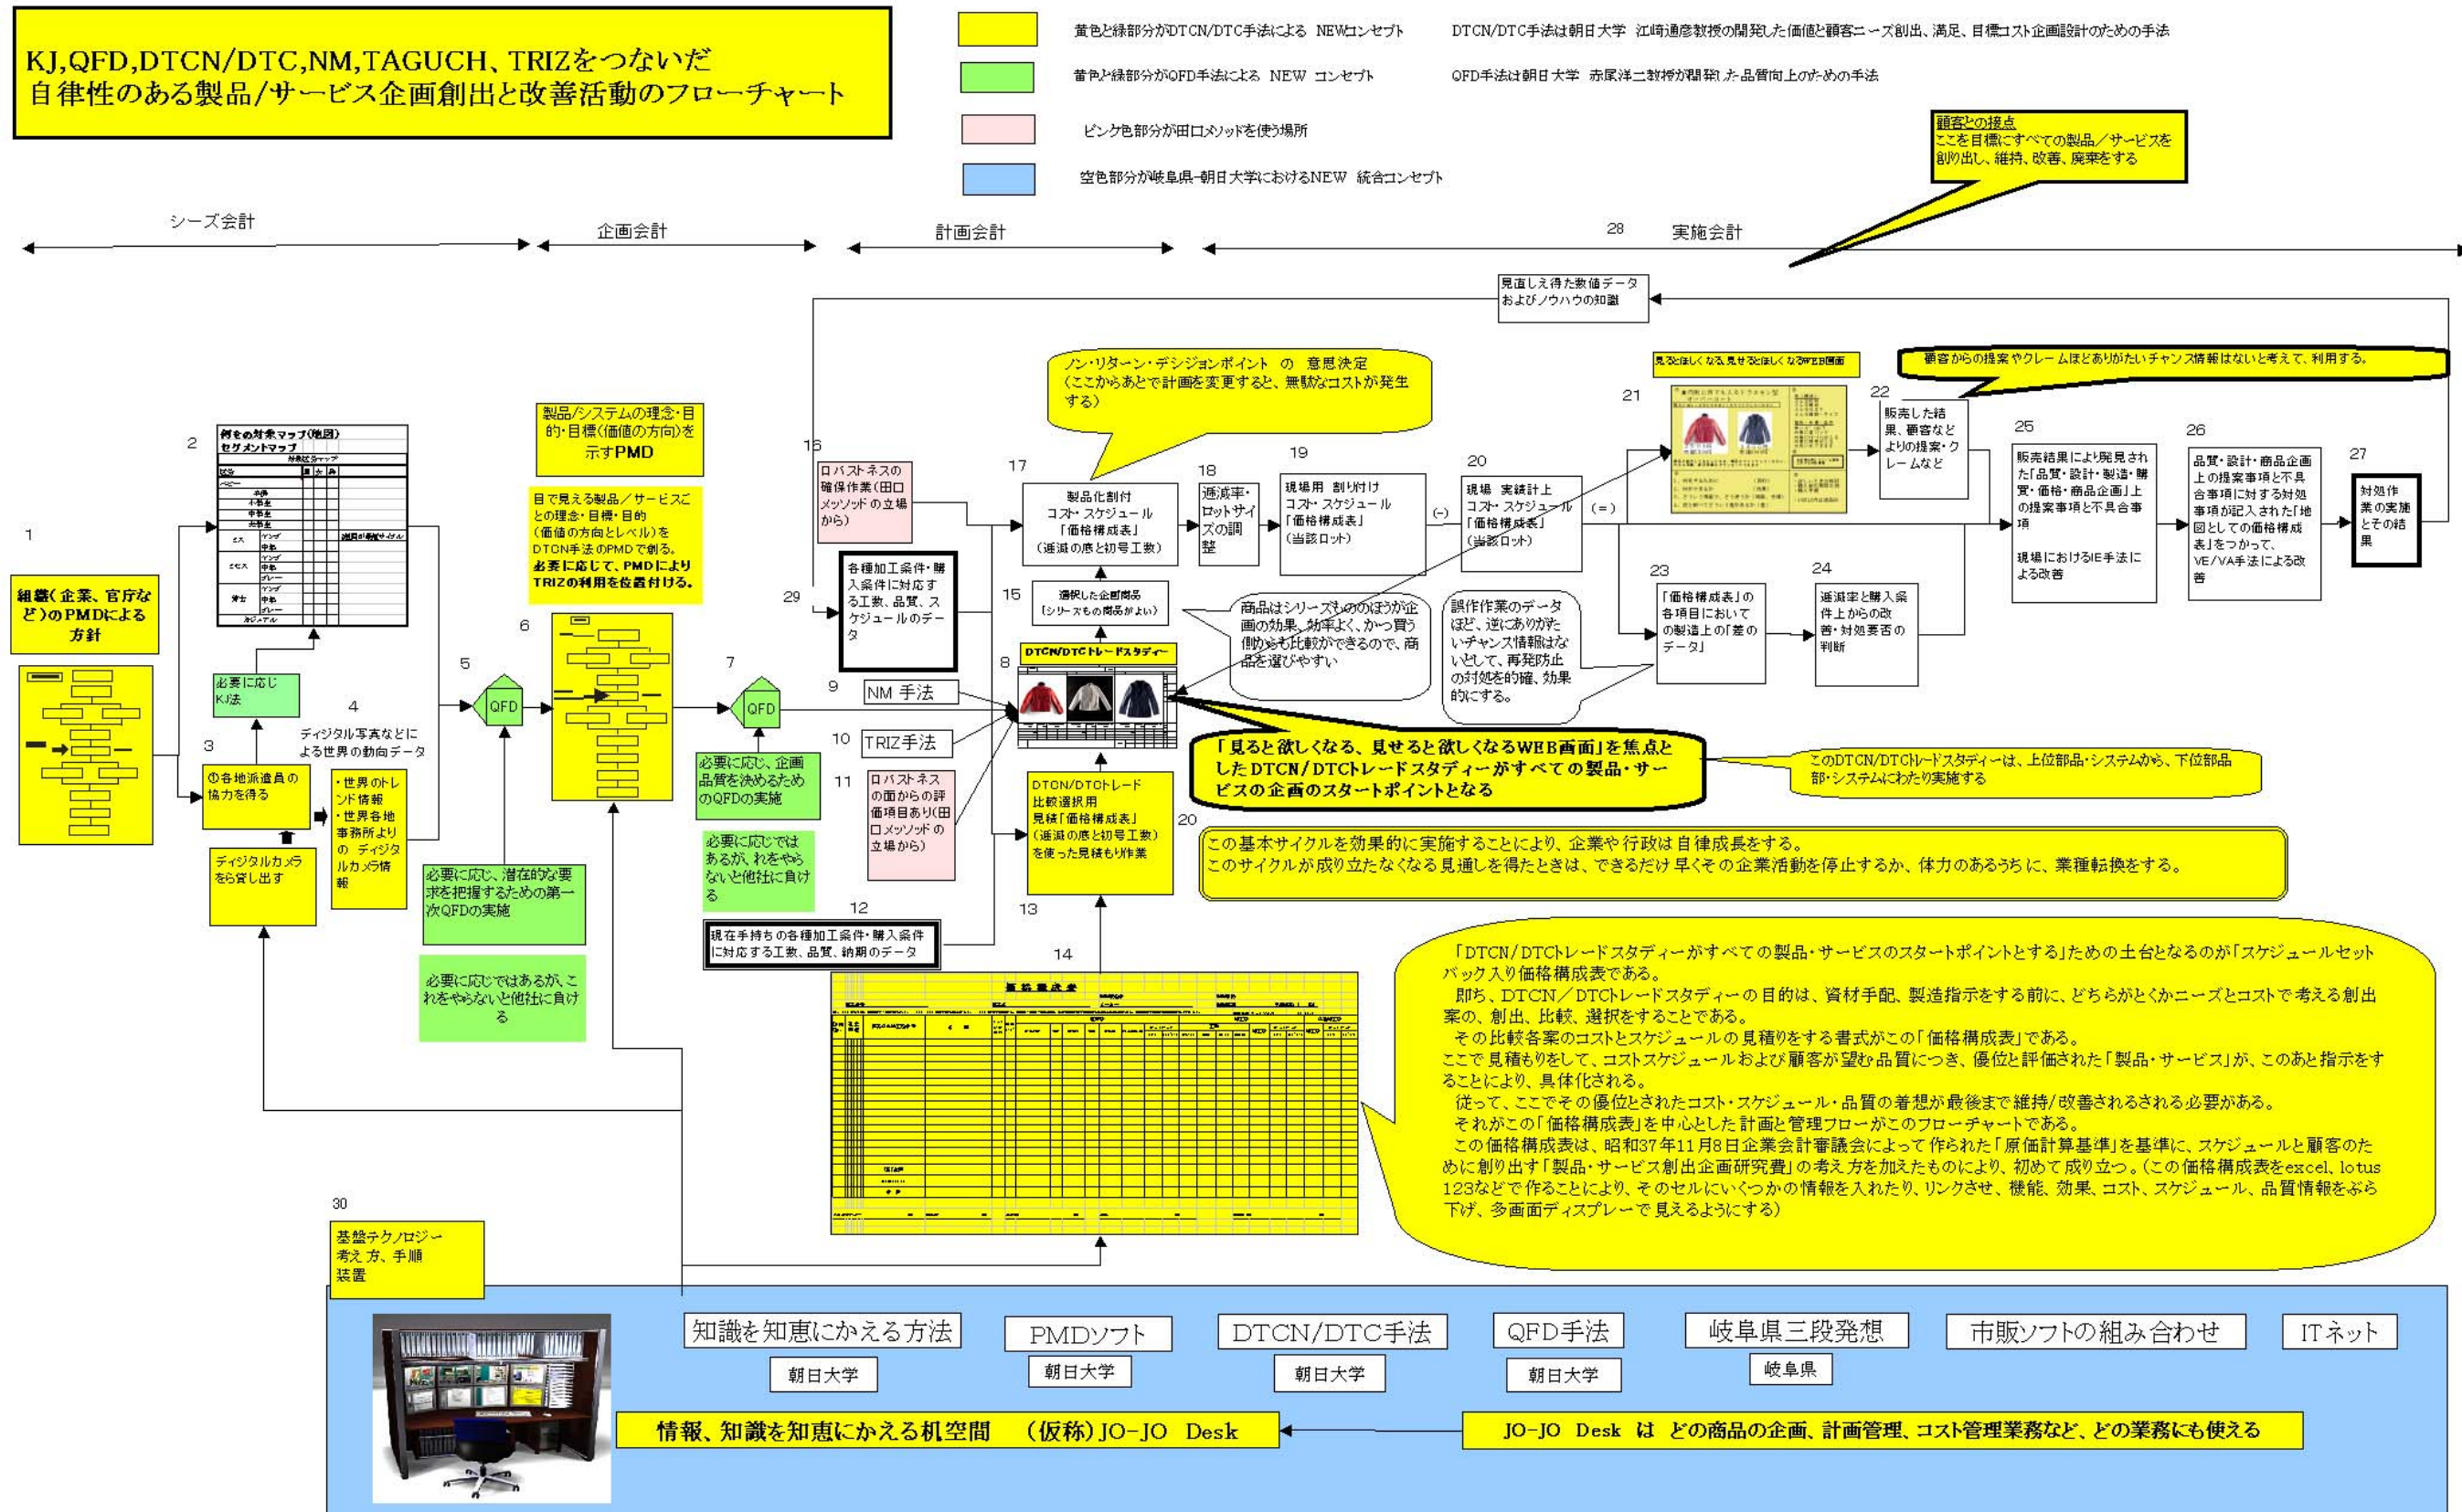 KJ,QFD,DTCN/DTC,NM,TAGUCH、TRIZをつないだ
自律性のある製品/サービス企画創出と改善活動のフローチャート
黄色と緑部分がDTCN/DTC手法による NEWコンセプト
DTCN/DTC手法は朝日大学 江崎通彦教授の開発した価値と顧客ニーズ創出、満足、目標コスト企画設計のための手法
黄色と緑部分がQFD手法による NEW コンセプト
QFD手法は朝日大学 赤尾洋二教授が開発した品質向上のための手法
ピンク色部分が田口メソッドを使う場所
空色部分が岐阜県-朝日大学におけるNEW 統合コンセプト
顧客との接点
ここを目標にすべての製品/サービスを
創り出し、維持、改善、廃棄をする
シーズ会計
企画会計
計画会計
28
実施会計
見直しえ得た数値データ
およびノウハウの知識
1
組織(企業、官庁な
ど)のPMDによる
方針
2
何をの対象マップ(地図)
セグメントマップ
対象区分マップ
区分
ベビー
小学生
中学生
ミス
ヤング
中年
ミセス
ヤング
中年
グレー
紳士
ヤング
中年
グレー
カジュアル
必要に応じ
KJ法
3
①各地派遣員の
協力を得る
ディジタルカメラ
をら貸し出す
4
ディジタル写真などに
よる世界の動向データ
・世界のトレ
ンド情報
・世界各地
事務所より
の ディジタ
ルカメラ情
報
5
QFD
必要に応じ、潜在的な要
求を把握するための第一
次QFDの実施
必要に応じではあるが、こ
れをやらないと他社に負け
る
製品/システムの理念・目
的・目標(価値の方向)を
示すPMD
目で見える製品/サービスご
との理念・目標・目的
(価値の方向とレベル)を
DTCN手法のPMDで創る。
必要に応じて、PMDにより
TRIZの利用を位置付ける。
6
7
QFD
必要に応じ、企画
品質を決めるため
のQFDの実施
必要に応じでは
あるが、れをやら
ないと他社に負け
る
16
ロバストネスの
確保作業(田口
メッソッドの立場
から)
29
各種加工条件・購
入条件に対応す
る工数、品質、ス
ケジュールのデー
タ
8
DTCN/DTCトレードスタディー
9
NM 手法
10
TRIZ手法
11
ロバストネス
の面からの評
価項目あり(田
口メッソッドの
立場から)
12
現在手持ちの各種加工条件・購入条件
に対応する工数、品質、納期のデータ
13
DTCN/DTCトレード
比較選択用
見積「価格構成表」
(逓減の底と初号工数)
を使った見積もり作業
20
14
価格構成表
15
選択した企画商品
(シリーズもの商品がよい)
17
製品化割付
コスト・スケジュール
「価格構成表」
(逓減の底と初号工数)
ノン・リターン・デシジョンポイント の 意思決定
(ここからあとで計画を変更すると、無駄なコストが発生
する)
18
逓減率・
ロットサイ
ズの調
整
19
現場用 割り付け
コスト・スケジュール
「価格構成表」
(当該ロット)
(-)
20
現場 実績計上
コスト・スケジュール
「価格構成表」
(当該ロット)
(=)
商品はシリーズもののほうが企
画の効果、効率よく、かつ買う
側からも比較ができるので、商
品を選びやすい
誤作作業のデータ
ほど、逆にありがた
いチャンス情報はな
いとして、再発防止
の対処を的確、効果
的にする。
見るとほしくなる、見せるとほしくなるWEB画面
21
顧客からの提案やクレームほどありがたいチャンス情報はないと考えて、利用する。
22
販売した結
果、顧客など
よりの提案・ク
レームなど
23
「価格構成表」の
各項目において
の製造上の「差の
データ」
24
逓減率と購入条
件上からの改
善・対処要否の
判断
25
販売結果により発見され
た「品質・設計・製造・購
買・価格・商品企画」上
の提案事項と不具合事
項
現場におけるIE手法に
よる改善
26
品質・設計・商品企画
上の提案事項と不具
合事項に対する対処
事項が記入された「地
図としての価格構成
表」をつかって、
VE/VA手法による改
善
27
対処作
業の実施
とその結
果
「見ると欲しくなる、見せると欲しくなるWEB画面」を焦点と
したDTCN/DTCトレードスタディーがすべての製品・サー
ビスの企画のスタートポイントとなる
このDTCN/DTCトレードスタディーは、上位部品・システムから、下位部品
部・システムにわたり実施する
この基本サイクルを効果的に実施することにより、企業や行政は自律成長をする。
このサイクルが成り立たなくなる見通しを得たときは、できるだけ早くその企業活動を停止するか、体力のあるうちに、業種転換をする。
「DTCN/DTCトレードスタディーがすべての製品・サービスのスタートポイントとする」ための土台となるのが「スケジュールセット
バック入り価格構成表である。
即ち、DTCN/DTCトレードスタディーの目的は、資材手配、製造指示をする前に、どちらがとくかニーズとコストで考える創出
案の、創出、比較、選択をすることである。
その比較各案のコストとスケジュールの見積りをする書式がこの「価格構成表」である。
ここで見積もりをして、コストスケジュールおよび顧客が望む品質につき、優位と評価された「製品・サービス」が、このあと指示をす
ることにより、具体化される。
従って、ここでその優位とされたコスト・スケジュール・品質の着想が最後まで維持/改善されるされる必要がある。
それがこの「価格構成表」を中心とした計画と管理フローがこのフローチャートである。
この価格構成表は、昭和37年11月8日企業会計審議会によって作られた「原価計算基準」を基準に、スケジュールと顧客のた
めに創り出す「製品・サービス創出企画研究費」の考え方を加えたものにより、初めて成り立つ。(この価格構成表をexcel、lotus
123などで作ることにより、そのセルにいくつかの情報を入れたり、リンクさせ、機能、効果、コスト、スケジュール、品質情報をぶら
下げ、多画面ディスプレーで見えるようにする)
30
基盤テクノロジー
考え方、手順
装置
知識を知恵にかえる方法
朝日大学
PMDソフト
朝日大学
DTCN/DTC手法
朝日大学
QFD手法
朝日大学
岐阜県三段発想
岐阜県
市販ソフトの組み合わせ
ITネット
情報、知識を知恵にかえる机空間 (仮称)JO-JO Desk
JO-JO Desk は どの商品の企画、計画管理、コスト管理業務など、どの業務にも使える